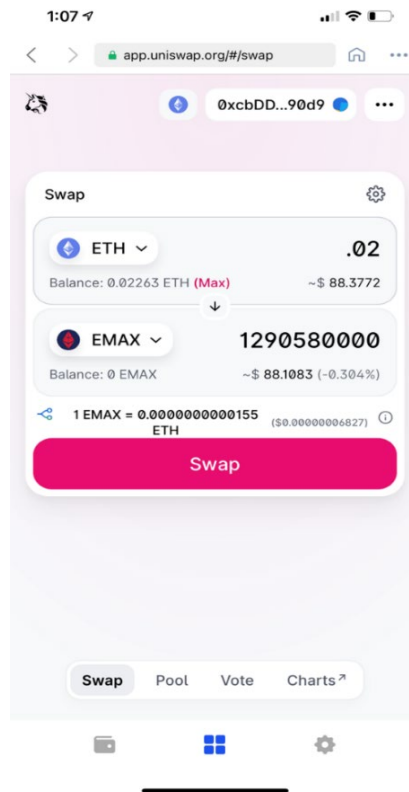 1:07
app.uniswap.org/#/swap
0xcbDD...90d9
Swap
ETH .02
Balance: 0.02263 ETH (Max) ~$ 88.3772
EMAX 1290580000
Balance: 0 EMAX ~$ 88.1083 (-0.304%)
1 EMAX = 0.0000000000155 ($0.00000006827)
ETH
Swap
Swap Pool Vote Charts